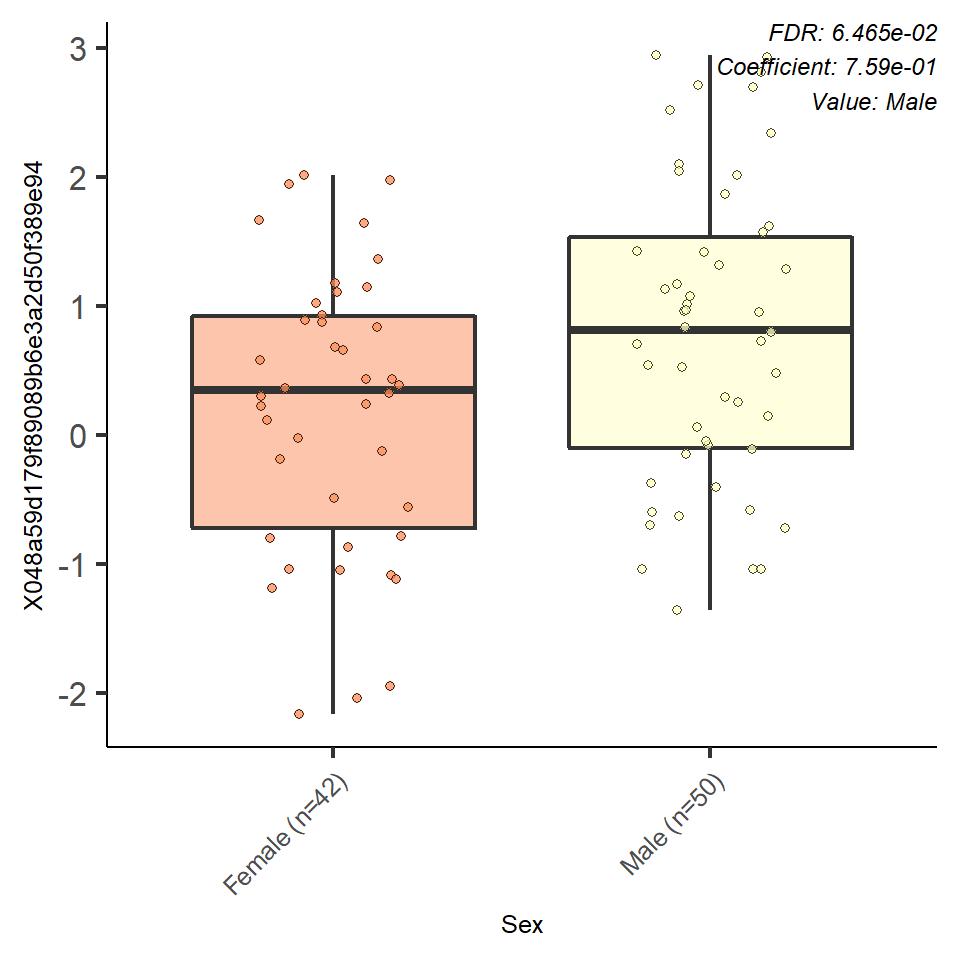 FDR: 6.465e-02
Coefficient: 7.59e-01
Value: Male
3
2
1
0
-1
-2
X048a59d179f89089b6e3a2d50f389e94
Female (n=42)
Male (n=50)
Sex